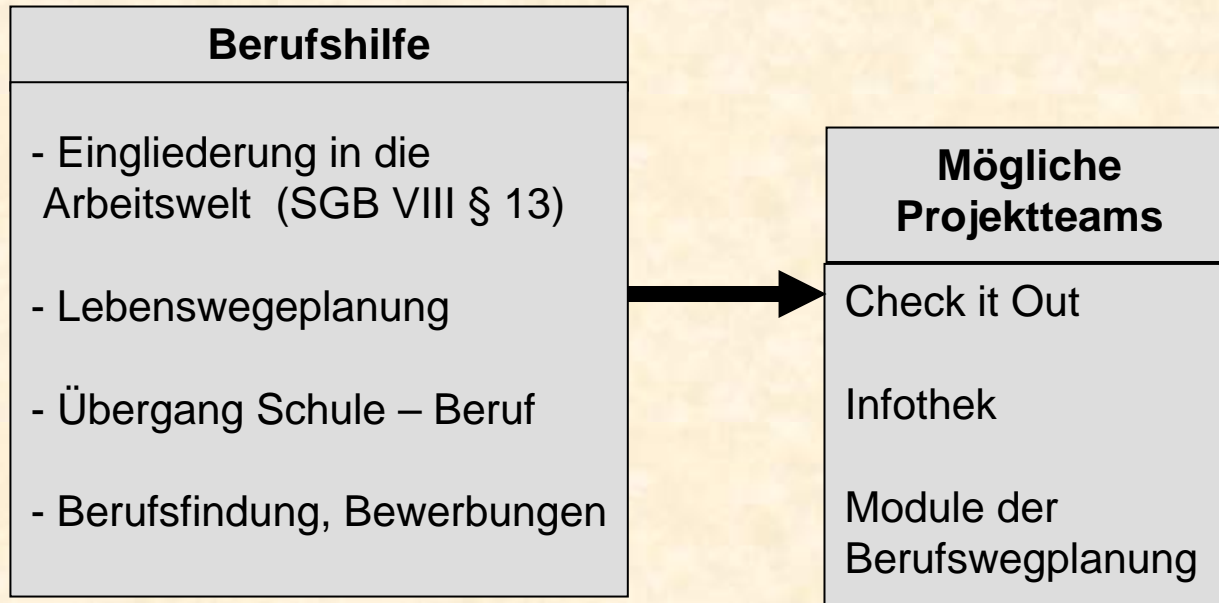 Berufshilfe
- Eingliederung in die
Arbeitswelt (SGB VIII § 13)
- Lebenswegeplanung
- Übergang Schule – Beruf
- Berufsfindung, Bewerbungen
Mögliche
Projektteams
Check it Out
Infothek
Module der
Berufswegplanung